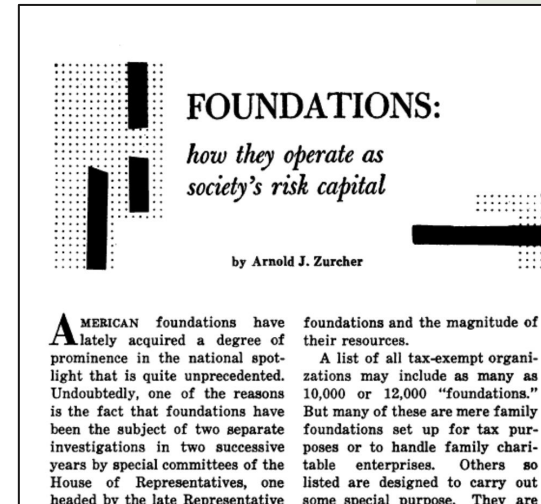 FOUNDATIONS:
how they operate as
society's risk capital
by Arnold J. Zurcher
AMERICAN foundations have
lately acquired a degree of
prominence in the national spot-
light that is quite unprecedented.
Undoubtedly, one of the reasons
is the fact that foundations have
been the subject of two separate
investigations in two successive
years by special committees of the
House of Representatives, one
headed by the late Representative
foundations and the magnitude of
their resources.
A list of all tax-exempt organi-
zations may include as many as
10,000 or 12,000 "foundations."
But many of these are mere family
foundations set up for tax pur-
poses or to handle family chari-
table enterprises. Others so
listed are designed to carry out
some special purpose. They are